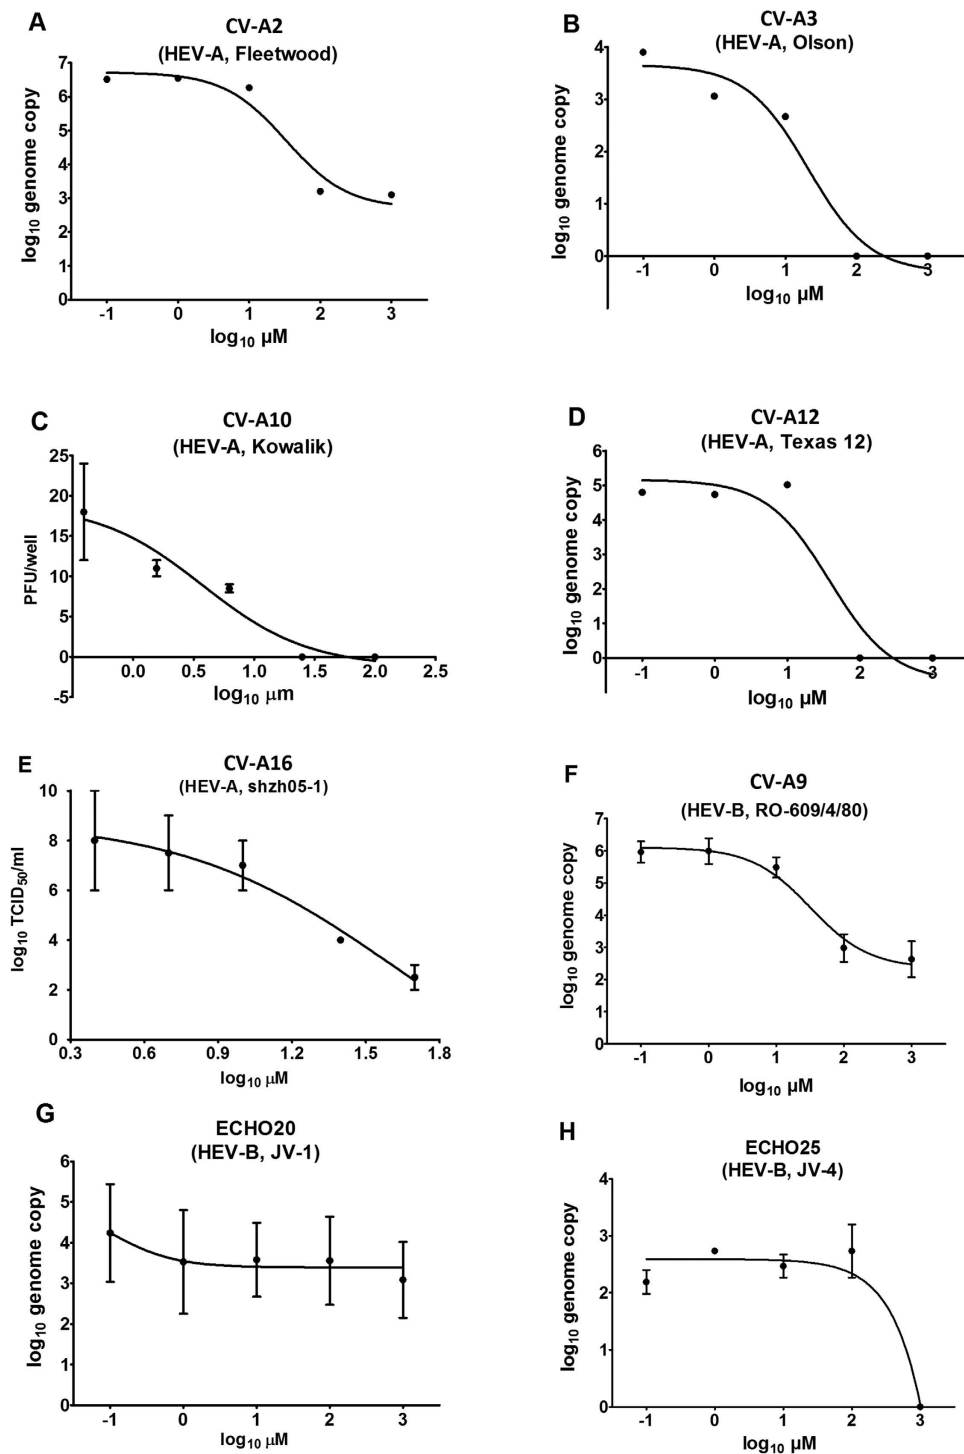 A
CV-A2
(HEV-A, Fleetwood)
log10 genome copy
7
6
5
4
3
2
1
0
-1 0 1 2 3
log10 µM
B
CV-A3
(HEV-A, Olson)
log10 genome copy
4
3
2
1
0
-1 0 1 2 3
log10 µM
C
CV-A10
(HEV-A, Kowalik)
PFU/well
25
20
15
10
5
0
-5
0.0 0.5 1.0 1.5 2.0 2.5
log10 µm
D
CV-A12
(HEV-A, Texas 12)
log10 genome copy
6
5
4
3
2
1
0
-1 0 1 2 3
log10 µM
E
CV-A16
(HEV-A, shzh05-1)
log10 TCID50/ml
10
8
6
4
2
0
0.3 0.6 0.9 1.2 1.5 1.8
log10 µM
F
CV-A9
(HEV-B, RO-609/4/80)
log10 genome copy
7
6
5
4
3
2
1
0
-1 0 1 2 3
log10 µM
G
ECHO20
(HEV-B, JV-1)
log10 genome copy
6
5
4
3
2
1
0
-1 0 1 2 3
log10 µM
H
ECHO25
(HEV-B, JV-4)
log10 genome copy
4
3
2
1
0
-1 0 1 2 3
log10 µM